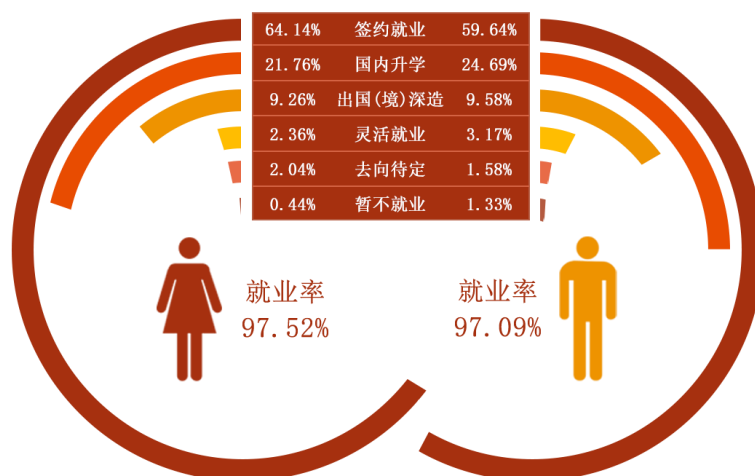 64.14% 签约就业 59.64%
21.76% 国内升学 24.69%
9.26% 出国(境)深造 9.58%
2.36% 灵活就业 3.17%
2.04% 去向待定 1.58%
0.44% 暂不就业 1.33%
就业率
97.52%
就业率
97.09%